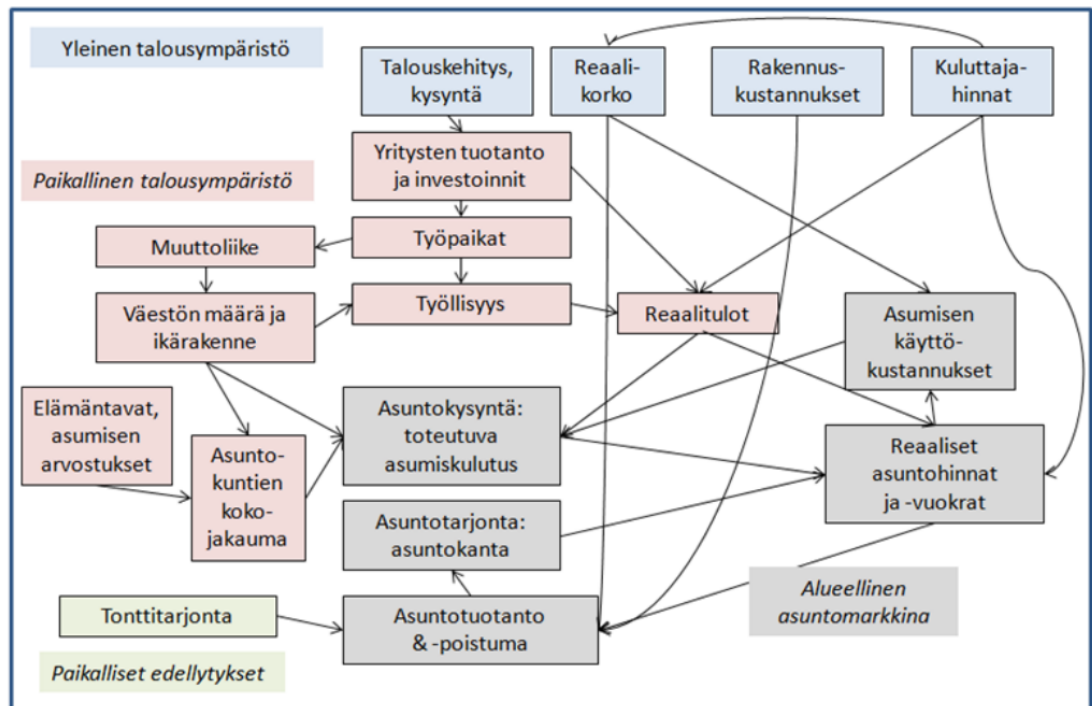 Yleinen talousympäristö
Talouskehitys,
kysyntä
Reaali-
korko
Rakennus-
kustannukset
Kuluttaja-
hinnat
Paikallinen talousympäristö
Yritysten tuotanto
ja investoinnit
Muuttoliike
Työpaikat
Väestön määrä ja
ikärakenne
Työllisyys
Reaalitulot
Asumisen
käyttö-
kustannukset
Elämäntavat,
asumisen
arvostukset
Asunto-
kuntien
koko-
jakauma
Asuntokysyntä:
toteutuva
asumiskulutus
Reaaliset
asuntohinnat
ja -vuokrat
Asuntotarjonta:
asuntokanta
Tonttitarjonta
Asuntotuotanto
& -poistuma
Alueellinen
asuntomarkkina
Paikalliset edellytykset